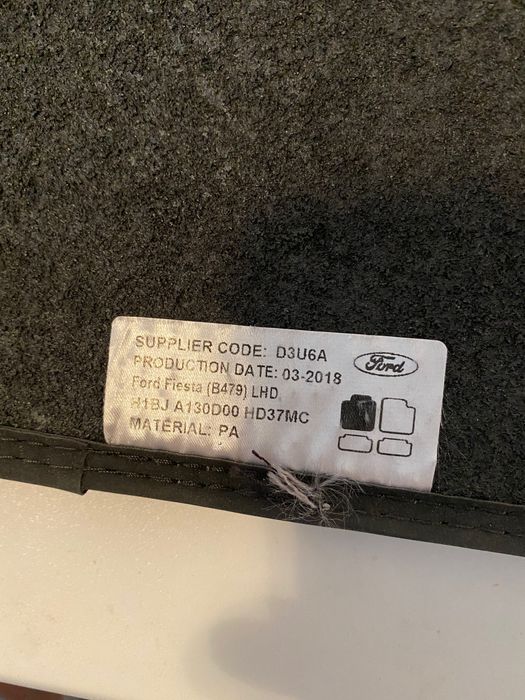 SUPPLIER CODE: D3U6A
PRODUCTION DATE: 03-2018
Ford
Ford Fiesta (B479) LHD
H1BJ A130D00 HD37MC
MATERIAL: PA